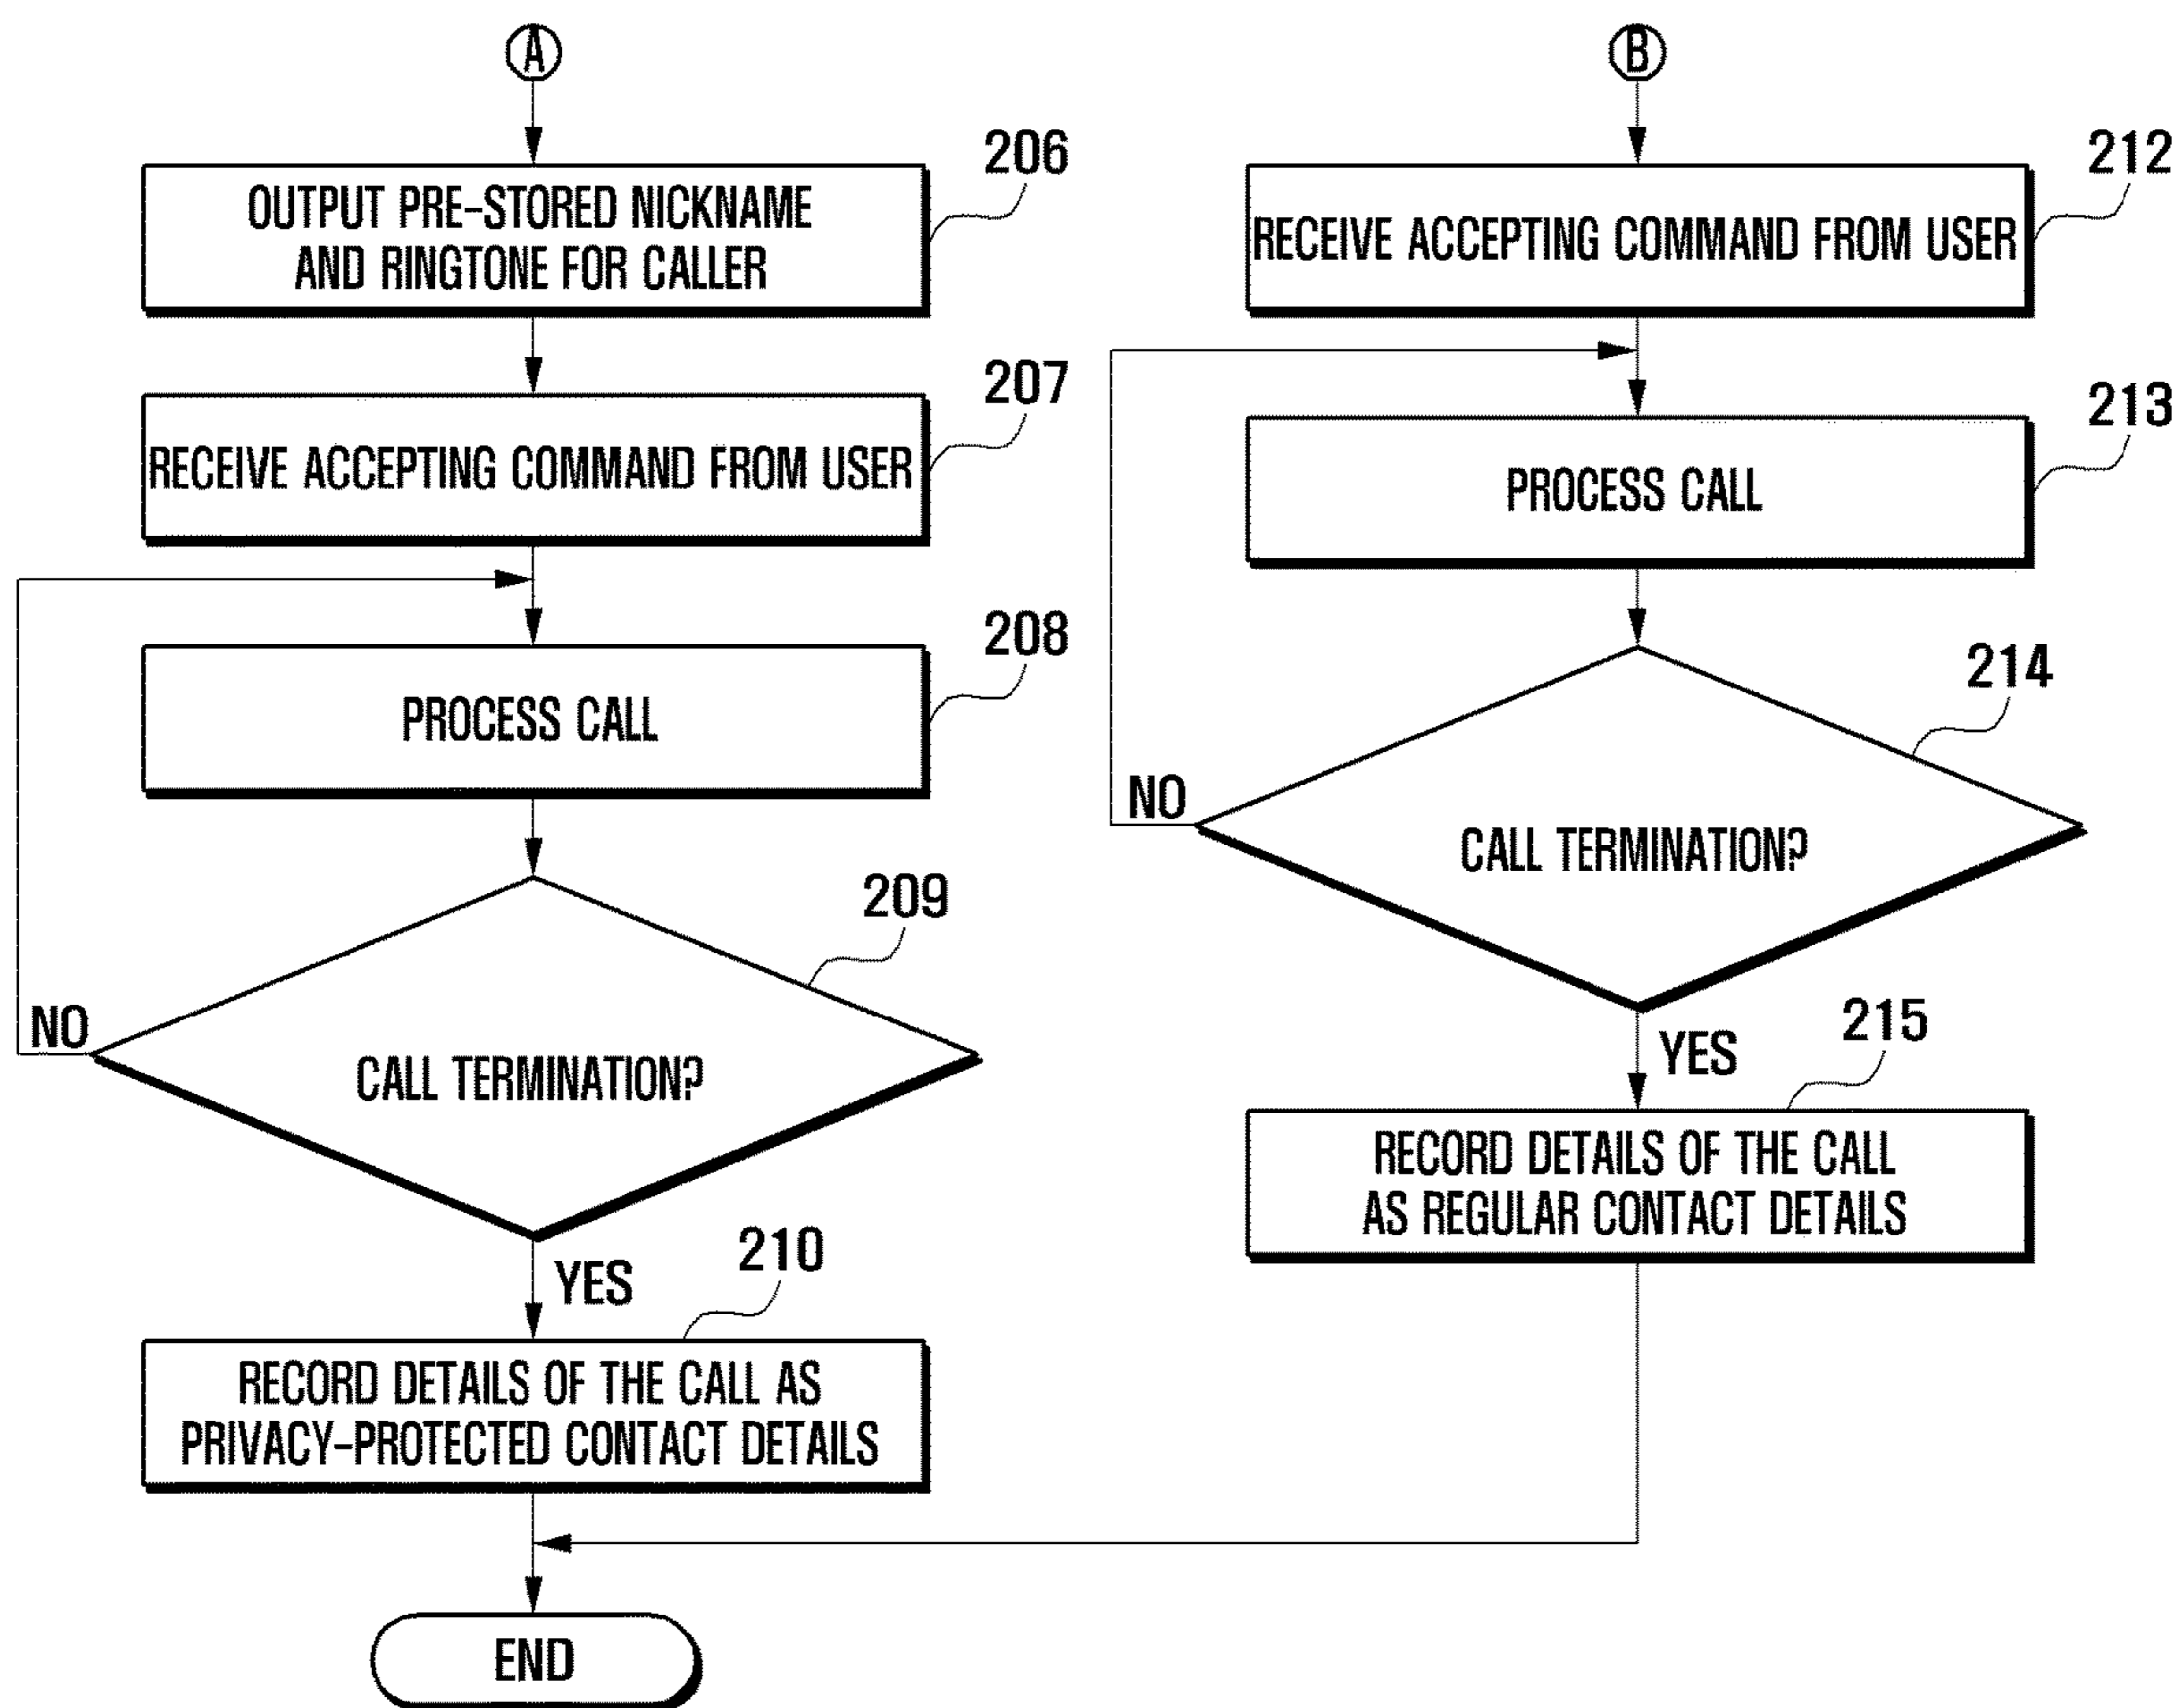 A
206
OUTPUT PRE-STORED NICKNAME
AND RINGTONE FOR CALLER
207
RECEIVE ACCEPTING COMMAND FROM USER
208
PROCESS CALL
209
CALL TERMINATION?
NO
YES
210
RECORD DETAILS OF THE CALL AS
PRIVACY-PROTECTED CONTACT DETAILS
END
B
212
RECEIVE ACCEPTING COMMAND FROM USER
213
PROCESS CALL
214
CALL TERMINATION?
NO
YES
215
RECORD DETAILS OF THE CALL
AS REGULAR CONTACT DETAILS